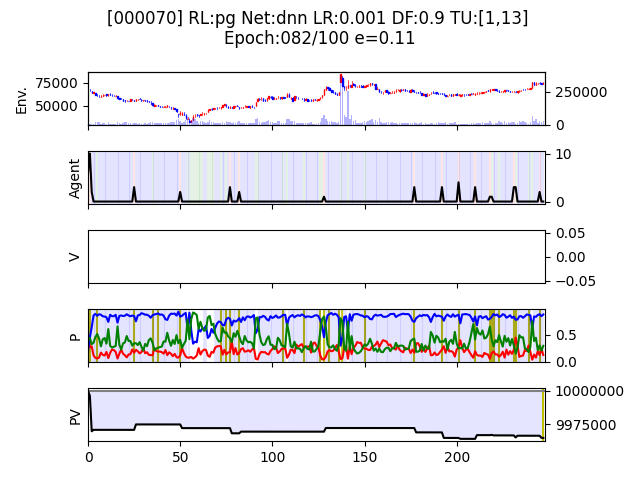 [000070] RL:pg Net:dnn LR:0.001 DF:0.9 TU:[1,13]
Epoch:082/100 e=0.11
Env.
75000
50000
250000
0
Agent
10
0
V
0.05
0.00
−0.05
P
0.5
0.0
PV
10000000
9975000
0
50
100
150
200